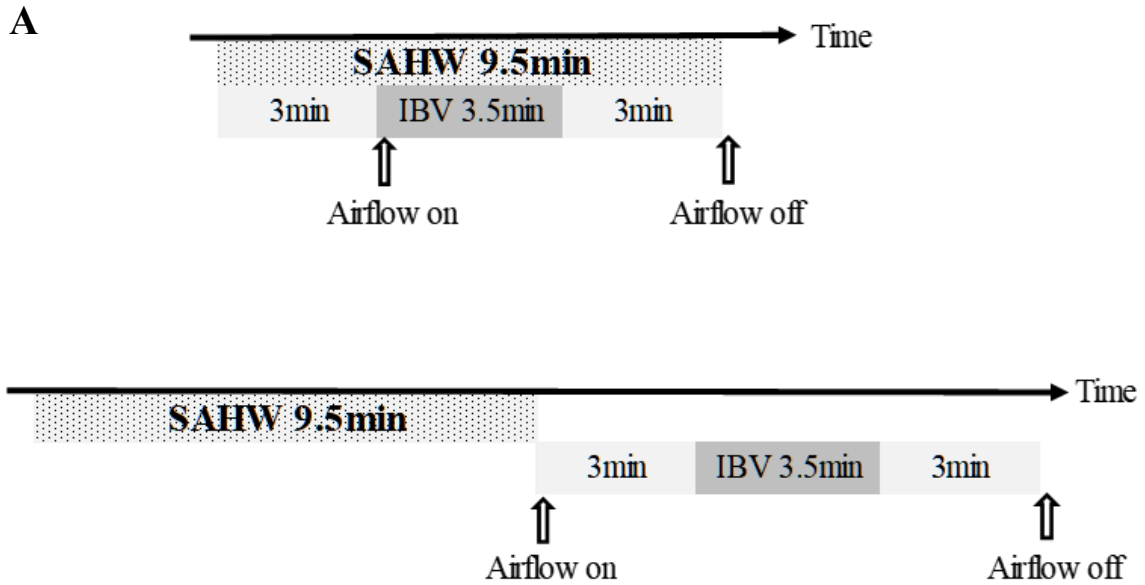 A
Time
SAHW 9.5min
3min IBV 3.5min 3min
Airflow on Airflow off
Time
SAHW 9.5min
3min IBV 3.5min 3min
Airflow on Airflow off